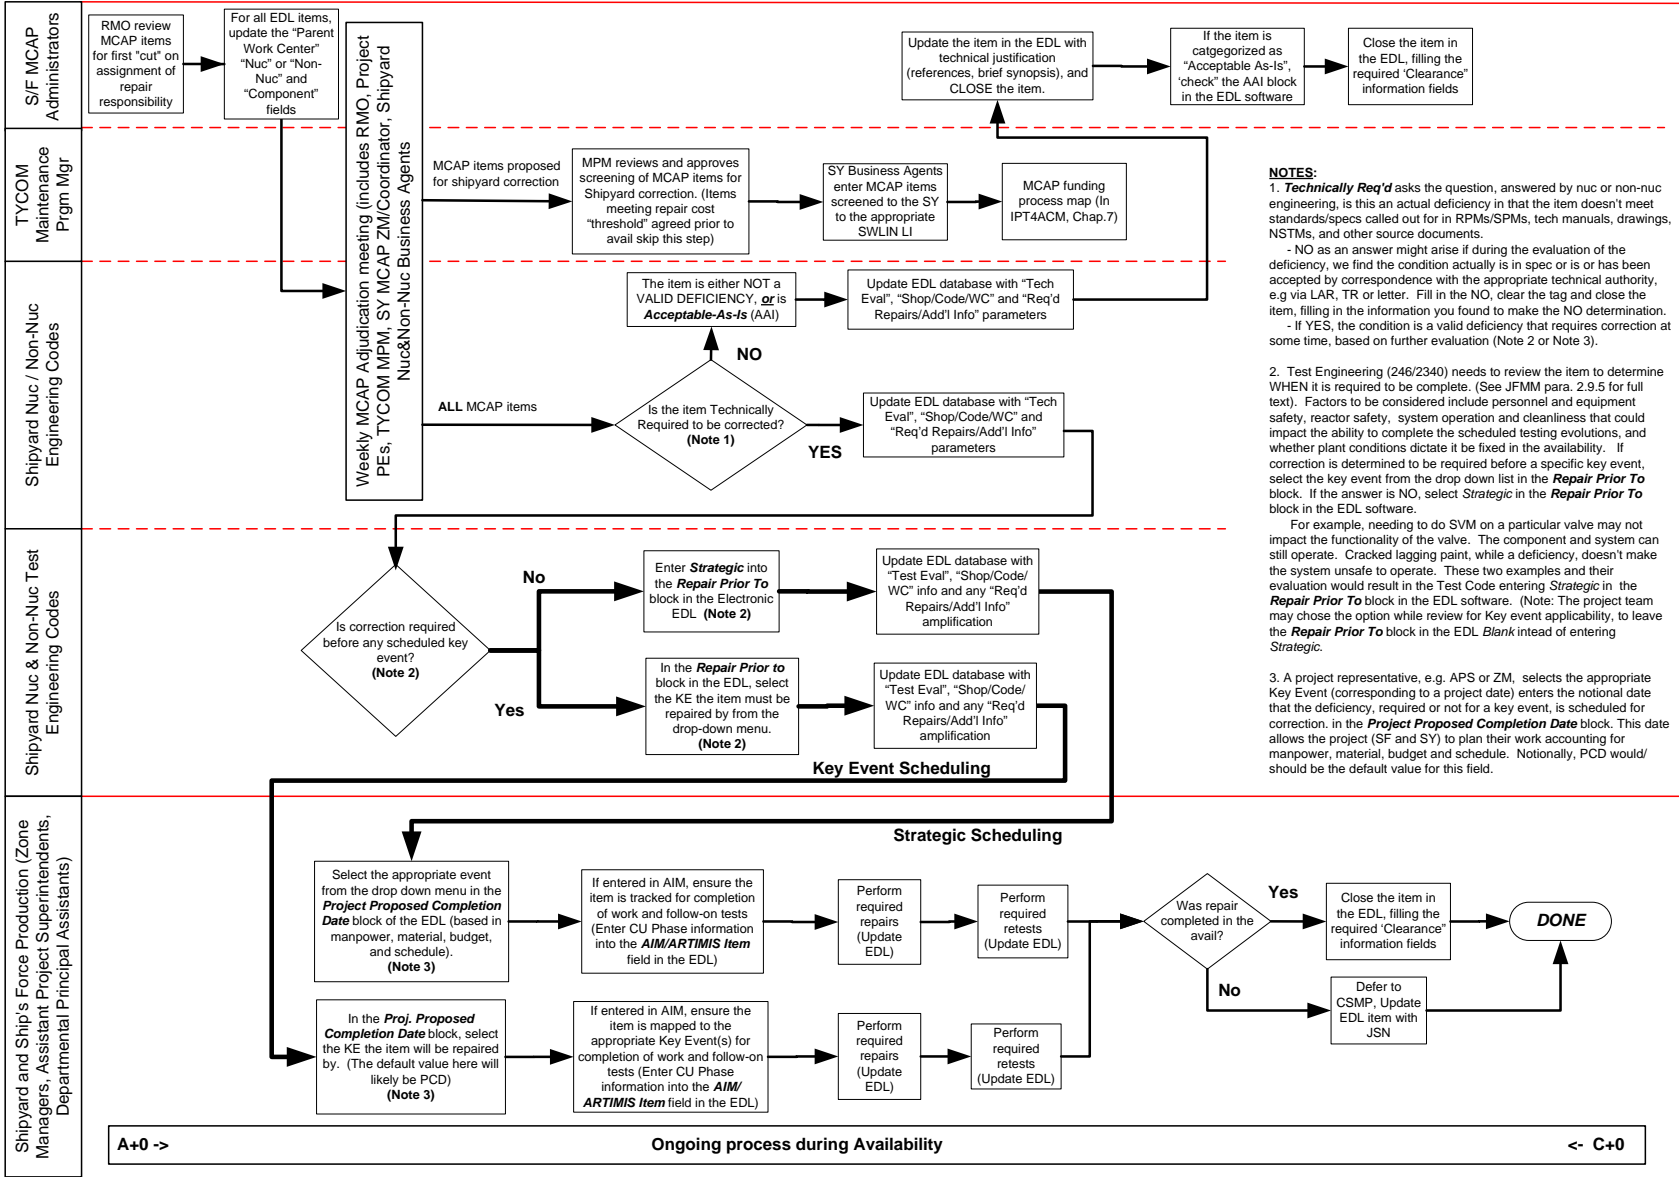 S/F MCAP
Administrators
RMO review
MCAP items
for first "cut" on
assignment of
repair
responsibility
For all EDL items,
update the “Parent
Work Center”
“Nuc” or “Non-
Nuc” and
“Component”
fields
Weekly MCAP Adjudication meeting (includes RMO, Project
PEs, TYCOM MPM, SY MCAP ZM/Coordinator, Shipyard
Nuc&Non-Nuc Business Agents
Update the item in the EDL with
technical justification
(references, brief synopsis), and
CLOSE the item.
If the item is
catgegorized as
“Acceptable As-Is”,
‘check” the AAI block
in the EDL software
Close the item in
the EDL, filling the
required ‘Clearance”
information fields
TYCOM
Maintenance
Prgm Mgr
MCAP items proposed
for shipyard correction
MPM reviews and approves
screening of MCAP items for
Shipyard correction. (Items
meeting repair cost
“threshold” agreed prior to
avail skip this step)
SY Business Agents
enter MCAP items
screened to the SY
to the appropriate
SWLIN LI
MCAP funding
process map (In
IPT4ACM, Chap.7)
Shipyard Nuc / Non-Nuc
Engineering Codes
The item is either NOT A
VALID DEFICIENCY, or is
Acceptable-As-Is (AAI)
Update EDL database with “Tech
Eval”, “Shop/Code/WC” and “Req’d
Repairs/Add’l Info” parameters
NO
ALL MCAP items
Is the item Technically
Required to be corrected?
(Note 1)
YES
Update EDL database with “Tech
Eval”, “Shop/Code/WC” and
“Req’d Repairs/Add’l Info”
parameters
Shipyard Nuc & Non-Nuc Test
Engineering Codes
Is correction required
before any scheduled key
event?
(Note 2)
No
Enter Strategic into
the Repair Prior To
block in the Electronic
EDL (Note 2)
Update EDL database with
“Test Eval”, “Shop/Code/
WC” info and any “Req’d
Repairs/Add’l Info”
amplification
Yes
In the Repair Prior to
block in the EDL, select
the KE the item must be
repaired by from the
drop-down menu.
(Note 2)
Update EDL database with
“Test Eval”, “Shop/Code/
WC” info and any “Req’d
Repairs/Add’l Info”
amplification
Key Event Scheduling
Strategic Scheduling
Shipyard and Ship’s Force Production (Zone
Managers, Assistant Project Superintendents,
Departmental Principal Assistants)
Select the appropriate event
from the drop down menu in the
Project Proposed Completion
Date block of the EDL (based in
manpower, material, budget,
and schedule).
(Note 3)
If entered in AIM, ensure the
item is tracked for completion
of work and follow-on tests
(Enter CU Phase information
into the AIM/ARTIMIS Item
field in the EDL)
Perform
required
repairs
(Update
EDL)
Perform
required
retests
(Update EDL)
Was repair
completed in the
avail?
Yes
Close the item in
the EDL, filling the
required ‘Clearance”
information fields
DONE
No
Defer to
CSMP, Update
EDL item with
JSN
In the Proj. Proposed
Completion Date block, select
the KE the item will be repaired
by. (The default value here will
likely be PCD)
(Note 3)
If entered in AIM, ensure the
item is mapped to the
appropriate Key Event(s) for
completion of work and follow-on
tests (Enter CU Phase
information into the AIM/
ARTIMIS Item field in the EDL)
Perform
required
repairs
(Update
EDL)
Perform
required
retests
(Update EDL)
A+0 ->
Ongoing process during Availability
<- C+0
NOTES:
1. Technically Req’d asks the question, answered by nuc or non-nuc
engineering, is this an actual deficiency in that the item doesn’t meet
standards/specs called out for in RPMs/SPMs, tech manuals, drawings,
NSTMs, and other source documents.
- NO as an answer might arise if during the evaluation of the
deficiency, we find the condition actually is in spec or is or has been
accepted by correspondence with the appropriate technical authority,
e.g via LAR, TR or letter. Fill in the NO, clear the tag and close the
item, filling in the information you found to make the NO determination.
- If YES, the condition is a valid deficiency that requires correction at
some time, based on further evaluation (Note 2 or Note 3).
2. Test Engineering (246/2340) needs to review the item to determine
WHEN it is required to be complete. (See JFMM para. 2.9.5 for full
text). Factors to be considered include personnel and equipment
safety, reactor safety, system operation and cleanliness that could
impact the ability to complete the scheduled testing evolutions, and
whether plant conditions dictate it be fixed in the availability. If
correction is determined to be required before a specific key event,
select the key event from the drop down list in the Repair Prior To
block. If the answer is NO, select Strategic in the Repair Prior To
block in the EDL software.
For example, needing to do SVM on a particular valve may not
impact the functionality of the valve. The component and system can
still operate. Cracked lagging paint, while a deficiency, doesn’t make
the system unsafe to operate. These two examples and their
evaluation would result in the Test Code entering Strategic in the
Repair Prior To block in the EDL software. (Note: The project team
may chose the option while review for Key event applicability, to leave
the Repair Prior To block in the EDL Blank intead of entering
Strategic.
3. A project representative, e.g. APS or ZM, selects the appropriate
Key Event (corresponding to a project date) enters the notional date
that the deficiency, required or not for a key event, is scheduled for
correction. in the Project Proposed Completion Date block. This date
allows the project (SF and SY) to plan their work accounting for
manpower, material, budget and schedule. Notionally, PCD would/
should be the default value for this field.